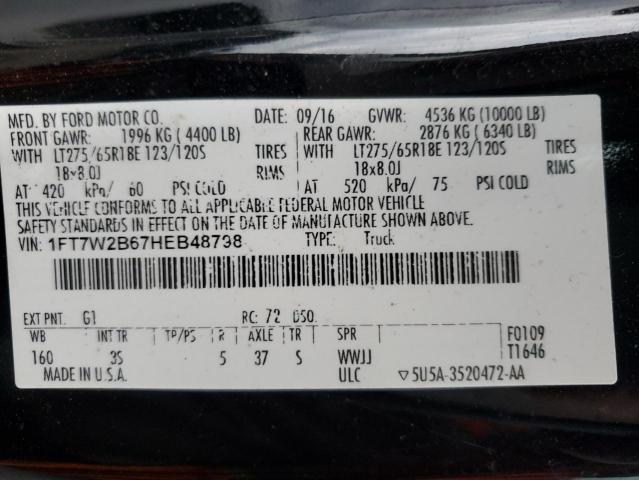 MFD. BY FORD MOTOR CO. DATE: 09/16 GVWR: 4536 KG (10000 LB)
FRONT GAWR: 1996 KG (4400 LB) REAR GAWR: 2876 KG (6340 LB)
WITH LT275/65R18E 123/120S TIRES WITH LT275/65R18E 123/120S TIRES
18x8.0J RIMS 18x8.0J RIMS
AT 420 kPa/ 60 PSI COLD AT 520 kPa/ 75 PSI COLD
THIS VEHICLE CONFORMS TO ALL APPLICABLE FEDERAL MOTOR VEHICLE
SAFETY STANDARDS IN EFFECT ON THE DATE OF MANUFACTURE SHOWN ABOVE.
VIN: 1FT7W2B67HEB48738 TYPE: Truck
EXT PNT: G1 RC: 72 DSO:
WB INT TR TP/PS R AXLE TR SPR F0109
160 3S 5 37 S WWJJ T1646
MADE IN U.S.A. ULC ▽5U5A-3520472-AA